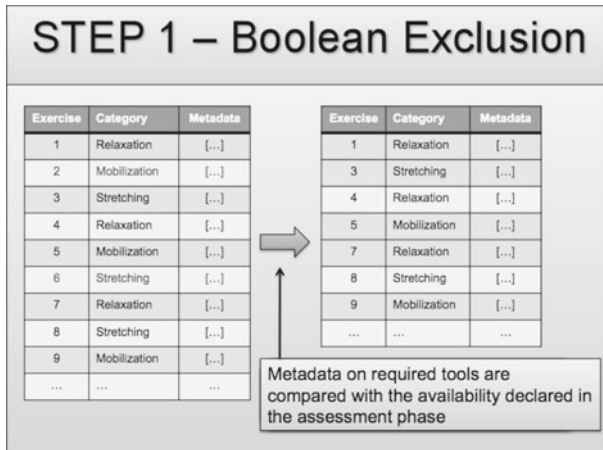 STEP 1 – Boolean Exclusion
Exercise Category Metadata
1 Relaxation [...]
2 Mobilization [...]
3 Stretching [...]
4 Relaxation [...]
5 Mobilization [...]
6 Stretching [...]
7 Relaxation [...]
8 Stretching [...]
9 Mobilization [...]
... ... ...
Exercise Category Metadata
1 Relaxation [...]
3 Stretching [...]
4 Relaxation [...]
5 Mobilization [...]
7 Relaxation [...]
8 Stretching [...]
9 Mobilization [...]
... ... ...
Metadata on required tools are
compared with the availability declared in
the assessment phase